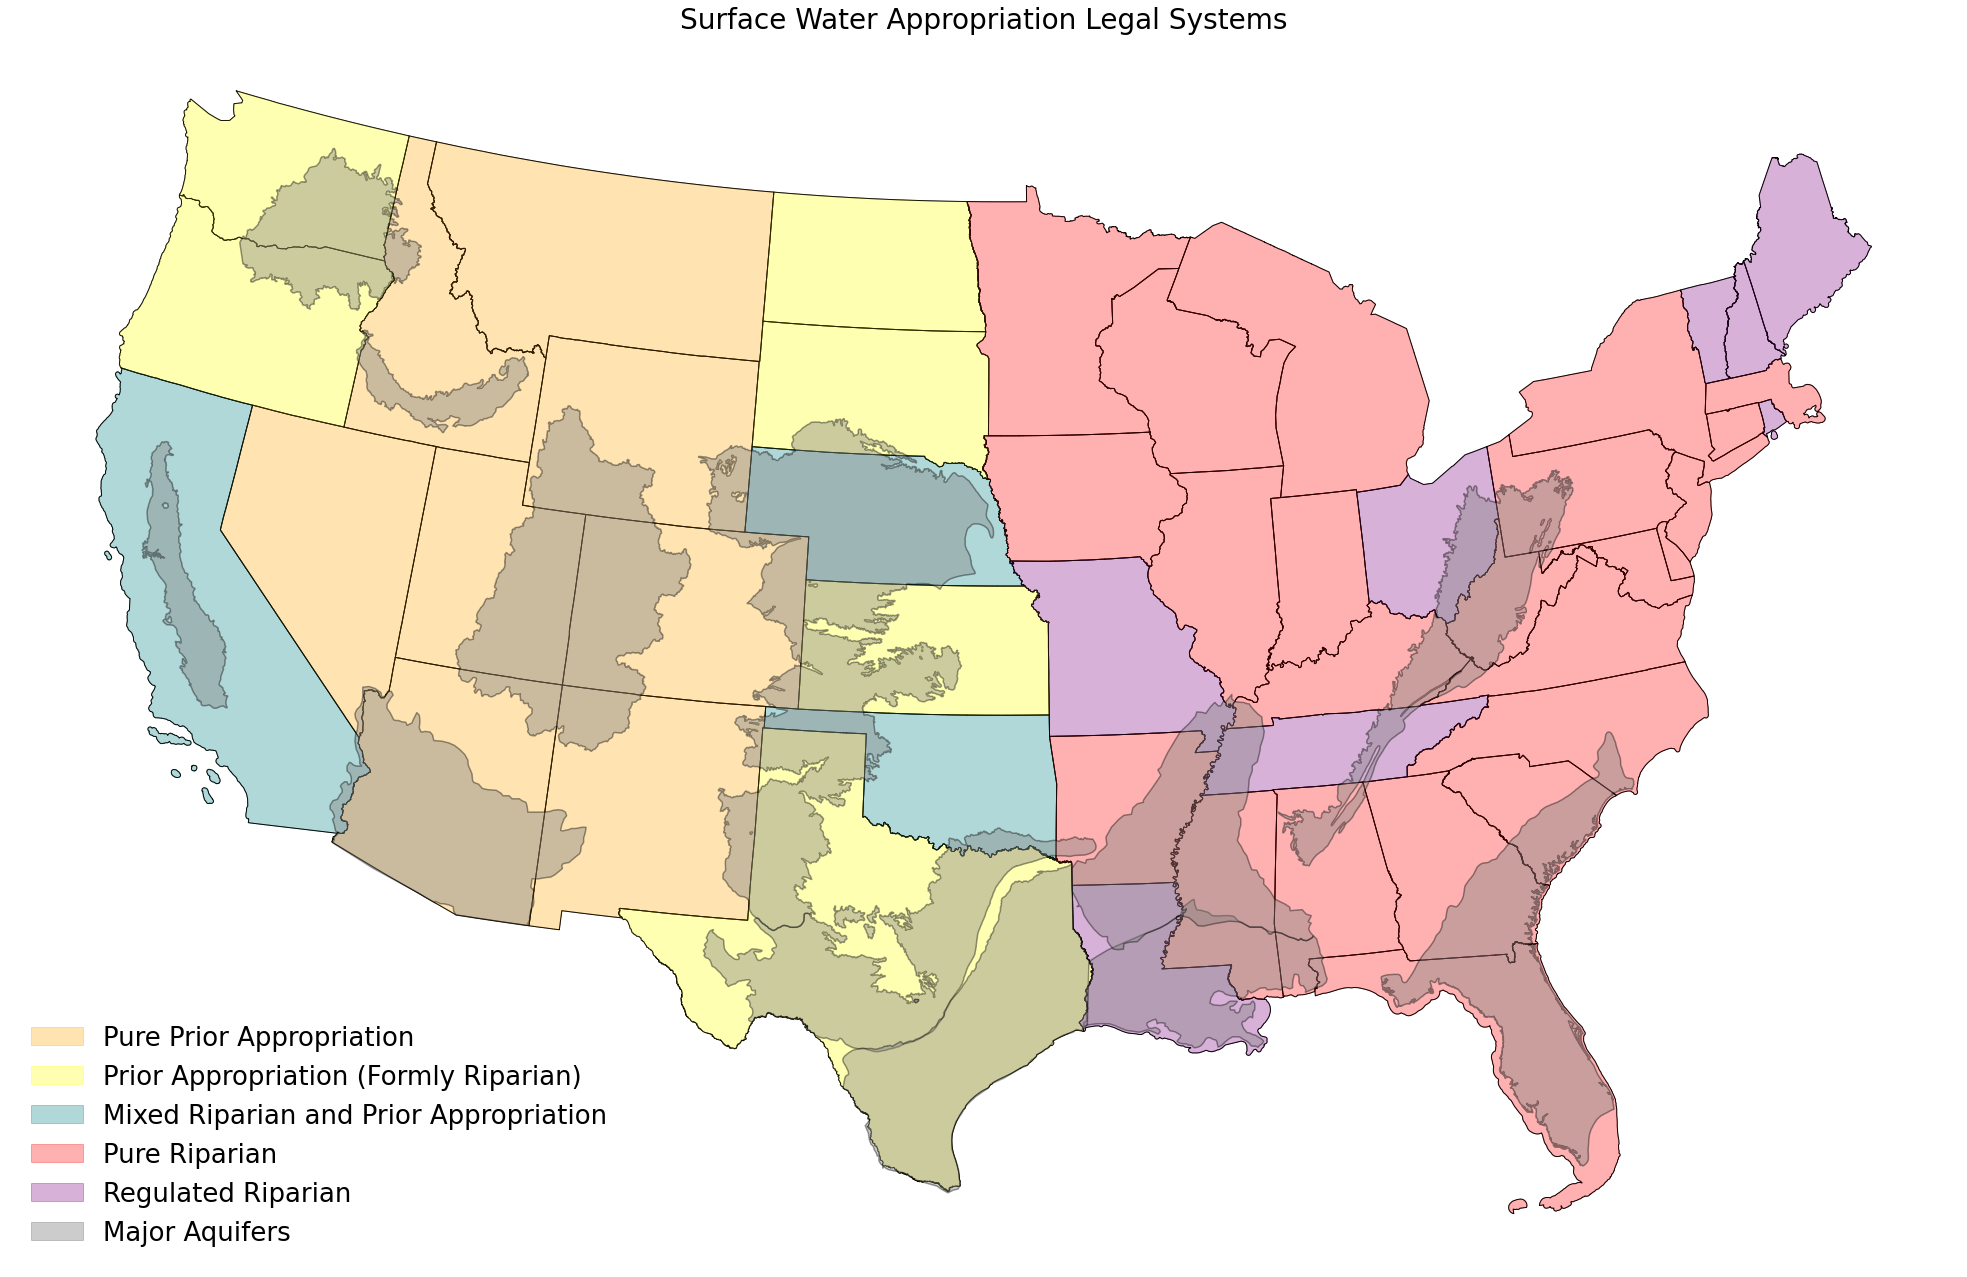 Surface Water Appropriation Legal Systems
Pure Prior Appropriation
Prior Appropriation (Formly Riparian)
Mixed Riparian and Prior Appropriation
Pure Riparian
Regulated Riparian
Major Aquifers